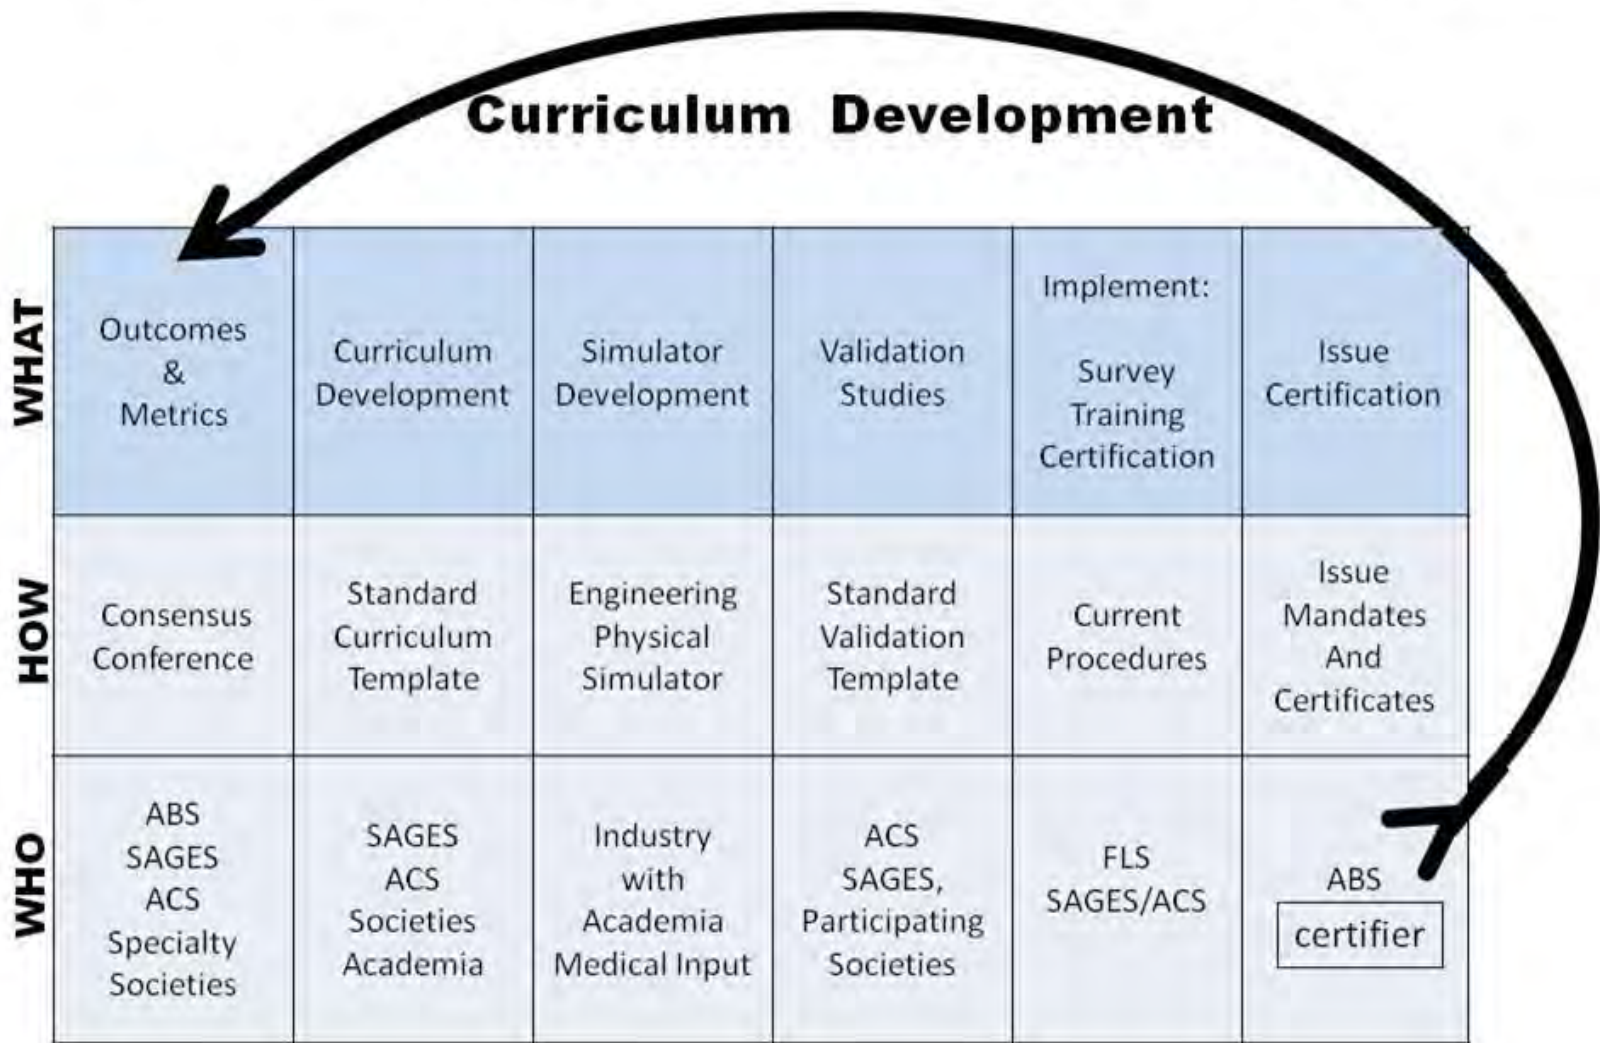 Curriculum Development
WHAT
Outcomes
&
Metrics
Curriculum
Development
Simulator
Development
Validation
Studies
Implement:
Survey
Training
Certification
Issue
Certification
HOW
Consensus
Conference
Standard
Curriculum
Template
Engineering
Physical
Simulator
Standard
Validation
Template
Current
Procedures
Issue
Mandates
And
Certificates
WHO
ABS
SAGES
ACS
Specialty
Societies
SAGES
ACS
Societies
Academia
Industry
with
Academia
Medical Input
ACS
SAGES,
Participating
Societies
FLS
SAGES/ACS
ABS
certifier